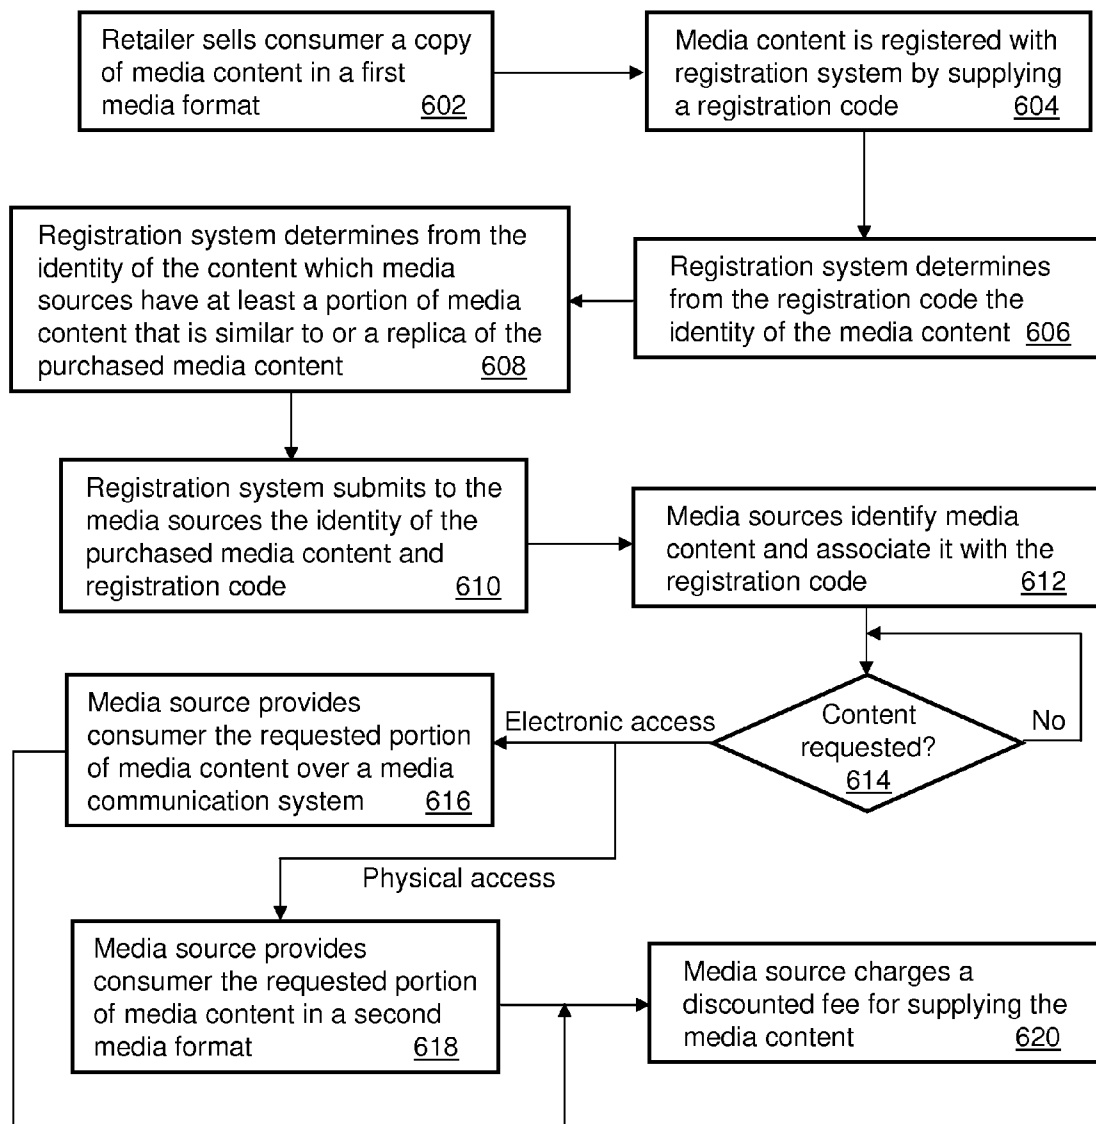 Retailer sells consumer a copy
of media content in a first
media format 602
Media content is registered with
registration system by supplying
a registration code 604
Registration system determines
from the registration code the
identity of the media content 606
Registration system determines from the
identity of the content which media
sources have at least a portion of media
content that is similar to or a replica of the
purchased media content 608
Registration system submits to the
media sources the identity of the
purchased media content and
registration code 610
Media sources identify media
content and associate it with the
registration code 612
Content
requested?
614
No
Electronic access
Media source provides
consumer the requested portion
of media content over a media
communication system 616
Physical access
Media source provides
consumer the requested portion
of media content in a second
media format 618
Media source charges a
discounted fee for supplying the
media content 620